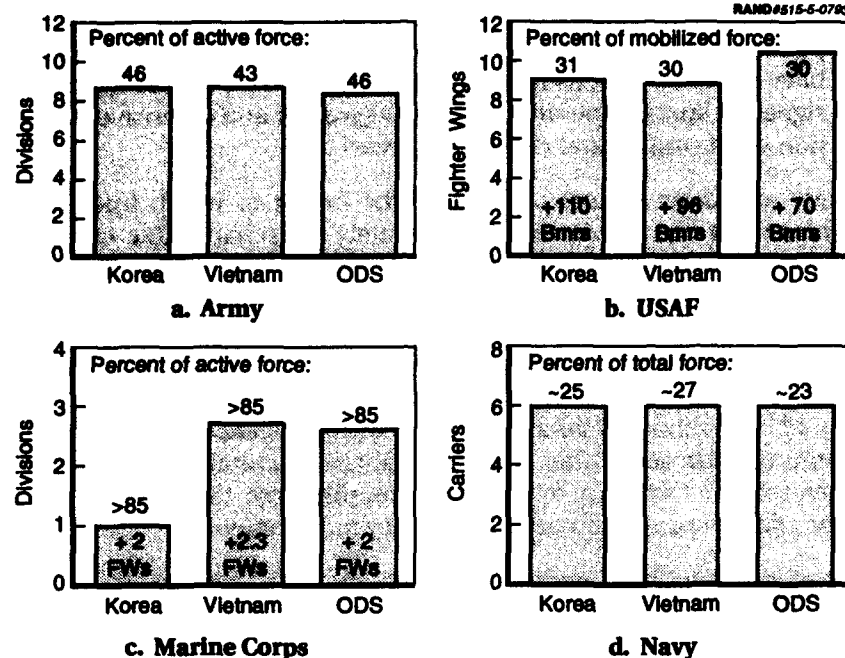 RAND#515-5-0793
12
10
8
6
4
2
0
Divisions
Percent of active force:
46
43
46
Korea
Vietnam
ODS
a. Army
12
10
8
6
4
2
0
Fighter Wings
Percent of mobilized force:
31
30
30
+110
Bmrs
+ 96
Bmrs
+ 70
Bmrs
Korea
Vietnam
ODS
b. USAF
4
3
2
1
0
Divisions
Percent of active force:
>85
>85
>85
+ 2
FWs
+2.3
FWs
+ 2
FWs
Korea
Vietnam
ODS
c. Marine Corps
8
6
4
2
0
Carriers
Percent of total force:
~25
~27
~23
Korea
Vietnam
ODS
d. Navy